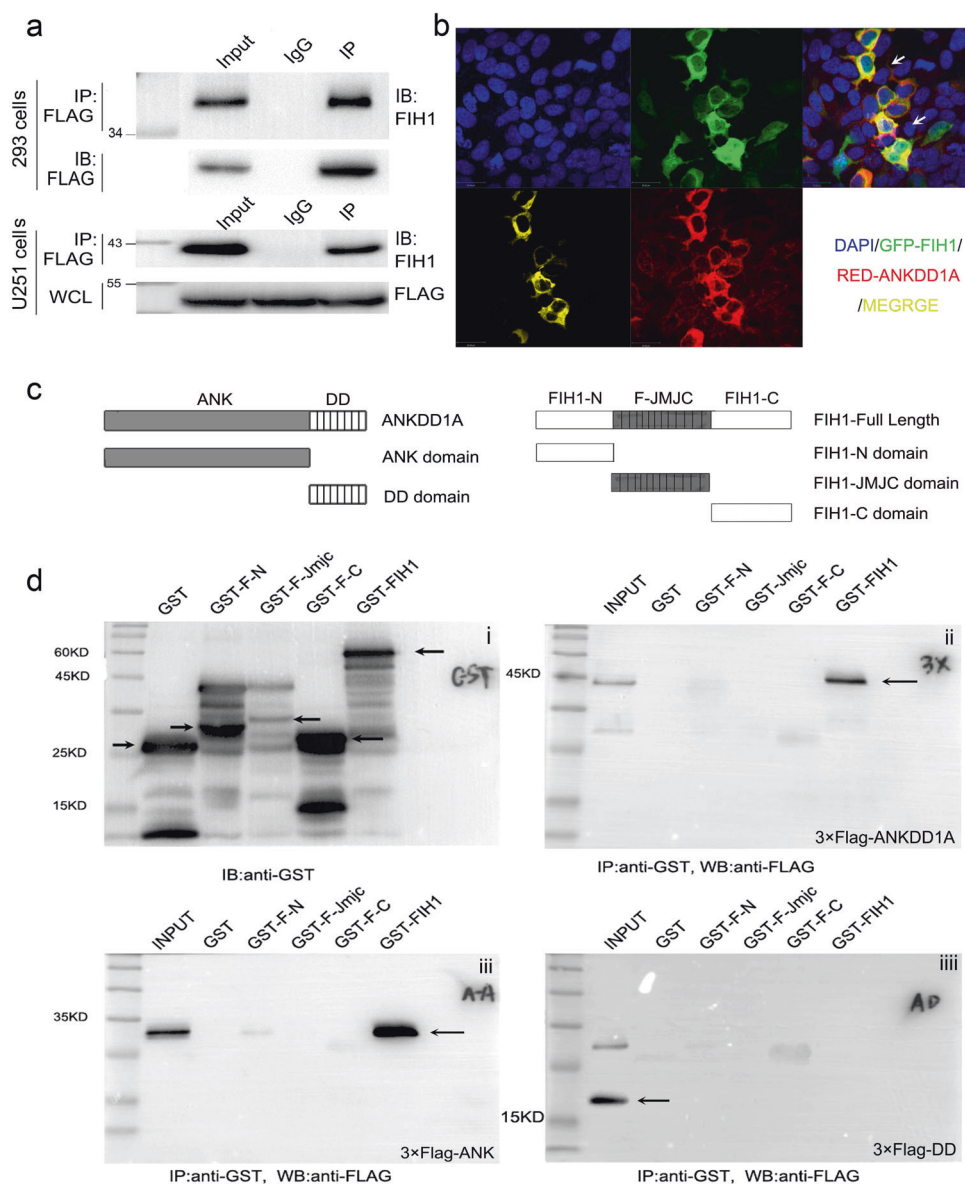 a
Input IgG IP
293 cells
IP: FLAG
IB: FIH1
34
IB: FLAG
Input IgG IP
U251 cells
IP: FLAG
43
IB: FIH1
55
WCL
FLAG
b
DAPI/GFP-FIH1/
RED-ANKDD1A
/MEGRGE
c
ANK DD
ANKDD1A
ANK domain
DD domain
FIH1-N F-JMJC FIH1-C
FIH1-Full Length
FIH1-N domain
FIH1-JMJC domain
FIH1-C domain
d
GST GST-F-N GST-F-Jmjc GST-F-C GST-FIH1
i
60KD
45KD
GST
25KD
15KD
IB:anti-GST
INPUT GST GST-F-N GST-Jmjc GST-F-C GST-FIH1
ii
45KD
3X
3×Flag-ANKDD1A
IP:anti-GST, WB:anti-FLAG
INPUT GST GST-F-N GST-F-Jmjc GST-F-C GST-FIH1
iii
A-A
35KD
3×Flag-ANK
IP:anti-GST, WB:anti-FLAG
INPUT GST GST-F-N GST-F-Jmjc GST-F-C GST-FIH1
iiii
AD
15KD
3×Flag-DD
IP:anti-GST, WB:anti-FLAG